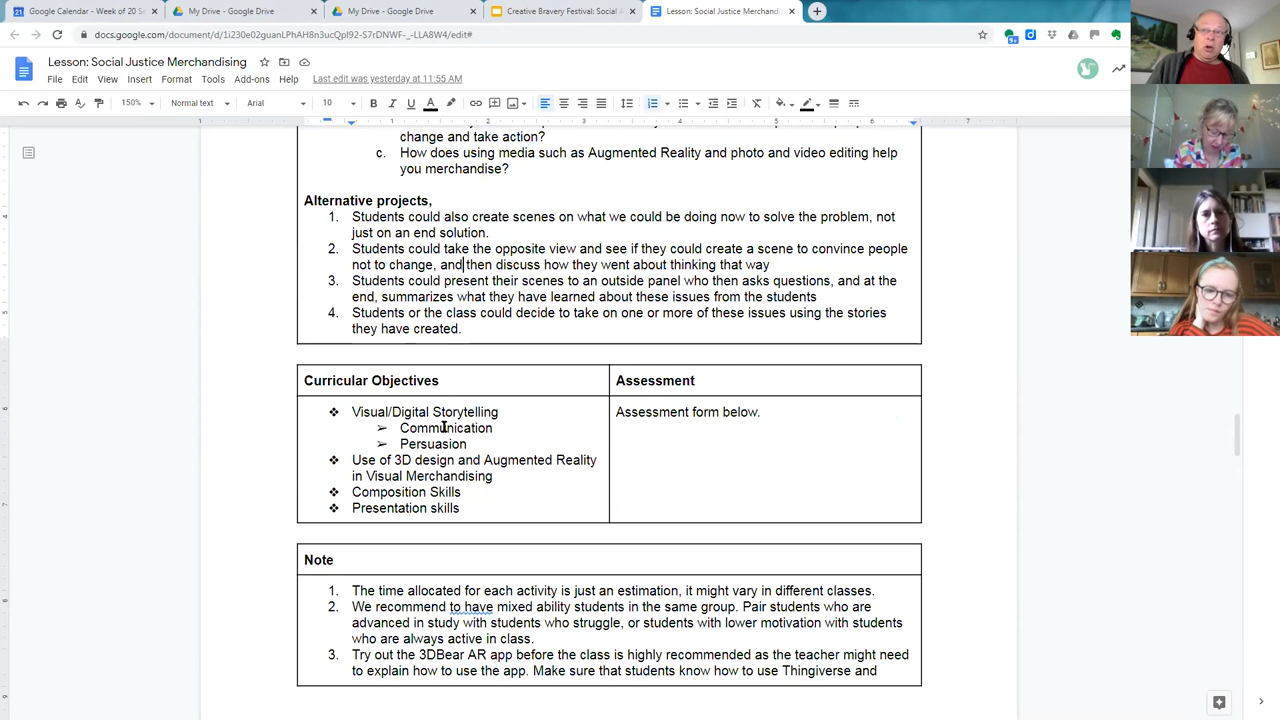 Google Calendar - Week of 20 Se
My Drive - Google Drive
My Drive - Google Drive
Creative Bravery Festival: Social A
Lesson: Social Justice Merchandi
docs.google.com/document/d/1i230e02guanLPhAH8n3ucQpI92-S7rDNWF-_-LLA8W4/edit#
Lesson: Social Justice Merchandising
File Edit View Insert Format Tools Add-ons Help Last edit was yesterday at 11:55 AM
150% Normal text Arial 10
change and take action?
c. How does using media such as Augmented Reality and photo and video editing help
you merchandise?
Alternative projects,
1. Students could also create scenes on what we could be doing now to solve the problem, not
just on an end solution.
2. Students could take the opposite view and see if they could create a scene to convince people
not to change, and then discuss how they went about thinking that way
3. Students could present their scenes to an outside panel who then asks questions, and at the
end, summarizes what they have learned about these issues from the students
4. Students or the class could decide to take on one or more of these issues using the stories
they have created.
Curricular Objectives
Assessment
Visual/Digital Storytelling
Communication
Persuasion
Use of 3D design and Augmented Reality
in Visual Merchandising
Composition Skills
Presentation skills
Assessment form below.
Note
1. The time allocated for each activity is just an estimation, it might vary in different classes.
2. We recommend to have mixed ability students in the same group. Pair students who are
advanced in study with students who struggle, or students with lower motivation with students
who are always active in class.
3. Try out the 3DBear AR app before the class is highly recommended as the teacher might need
to explain how to use the app. Make sure that students know how to use Thingiverse and